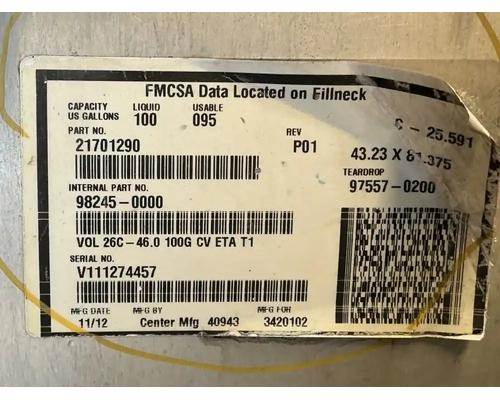 FMCSA Data Located on Fillneck
CAPACITY LIQUID USABLE
US GALLONS 100 095
PART NO. REV C - 25.591
21701290 P01 43.23 X 81.375
TEARDROP
INTERNAL PART NO. 97557-0200
98245-0000
VOL 26C-46.0 100G CV ETA T1
SERIAL NO.
V111274457
MFG DATE MFG BY MFG FOR
11/12 Center Mfg 40943 3420102